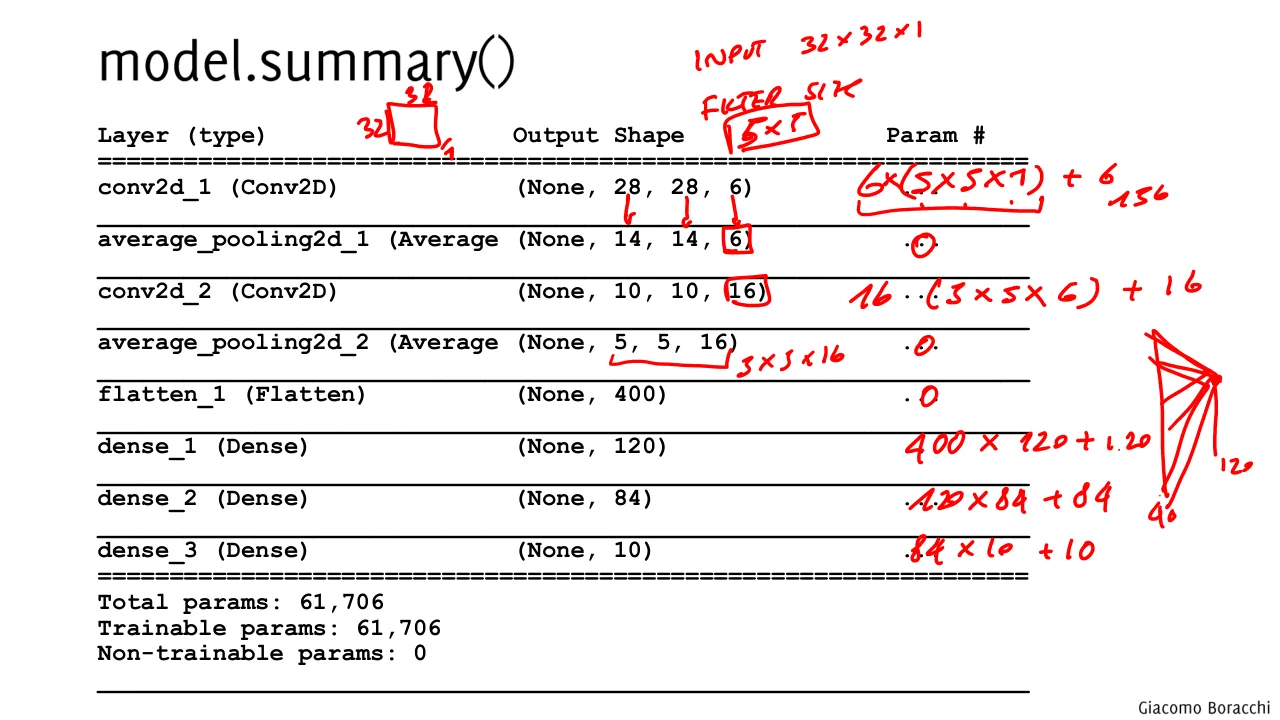 model.summary()
INPUT 32×32×1
32
FILTER SIZE
32
5×5
1
Layer (type) Output Shape Param #
=================================================================
conv2d_1 (Conv2D) (None, 28, 28, 6) 6×(5×5×1) + 6
156
average_pooling2d_1 (Average (None, 14, 14, 6) 0
conv2d_2 (Conv2D) (None, 10, 10, 16) 16 (5×5×6) + 16
average_pooling2d_2 (Average (None, 5, 5, 16) 0
5×5×16
flatten_1 (Flatten) (None, 400) 0
dense_1 (Dense) (None, 120) 400 × 120 + 120
120
dense_2 (Dense) (None, 84) 120×84 + 84
40
dense_3 (Dense) (None, 10) 84 × 10 + 10
=================================================================
Total params: 61,706
Trainable params: 61,706
Non-trainable params: 0
Giacomo Boracchi